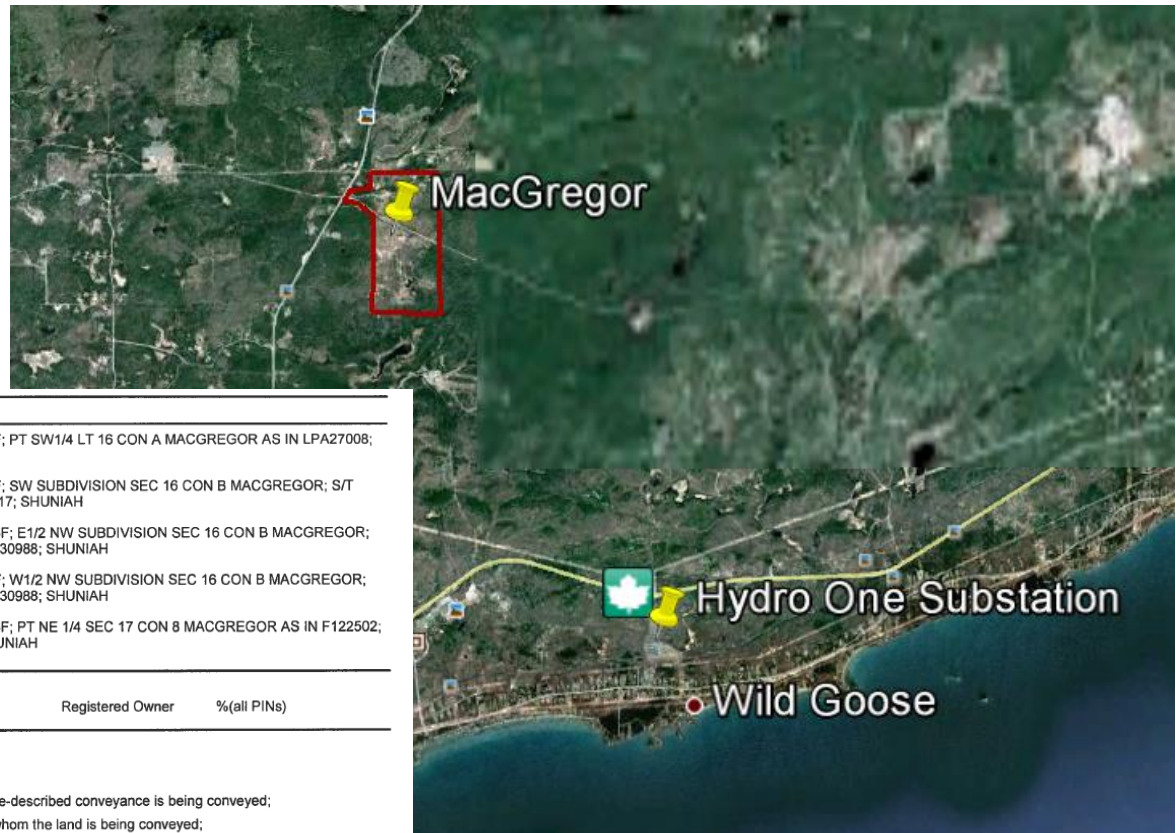 MacGregor
F; PT SW1/4 LT 16 CON A MACGREGOR AS IN LPA27008;
F; SW SUBDIVISION SEC 16 CON B MACGREGOR; S/T
17; SHUNIAH
F; E1/2 NW SUBDIVISION SEC 16 CON B MACGREGOR;
30988; SHUNIAH
F; W1/2 NW SUBDIVISION SEC 16 CON B MACGREGOR;
30988; SHUNIAH
F; PT NE 1/4 SEC 17 CON 8 MACGREGOR AS IN F122502;
UNIAH
Registered Owner %(all PINs)
e-described conveyance is being conveyed;
whom the land is being conveyed;
Hydro One Substation
Wild Goose